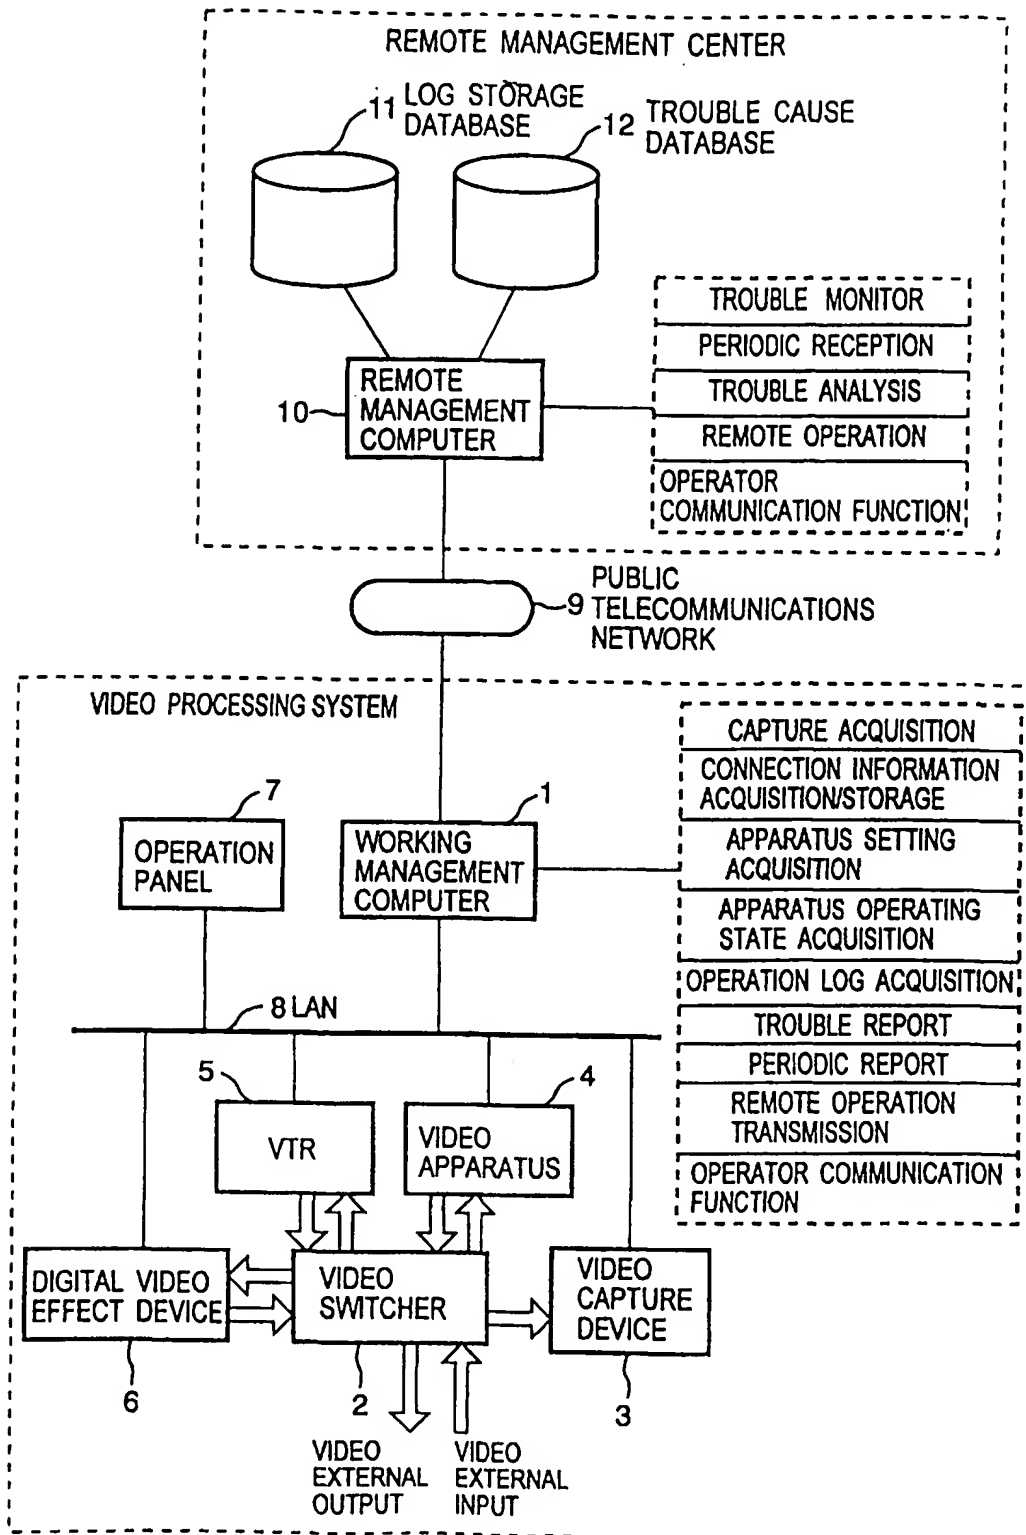 REMOTE MANAGEMENT CENTER
11
LOG STORAGE
DATABASE
12
TROUBLE CAUSE
DATABASE
TROUBLE MONITOR
PERIODIC RECEPTION
TROUBLE ANALYSIS
REMOTE OPERATION
OPERATOR
COMMUNICATION FUNCTION
10
REMOTE
MANAGEMENT
COMPUTER
9
PUBLIC
TELECOMMUNICATIONS
NETWORK
VIDEO PROCESSING SYSTEM
7
OPERATION
PANEL
1
WORKING
MANAGEMENT
COMPUTER
CAPTURE ACQUISITION
CONNECTION INFORMATION
ACQUISITION/STORAGE
APPARATUS SETTING
ACQUISITION
APPARATUS OPERATING
STATE ACQUISITION
OPERATION LOG ACQUISITION
TROUBLE REPORT
PERIODIC REPORT
REMOTE OPERATION
TRANSMISSION
OPERATOR COMMUNICATION
FUNCTION
8 LAN
5
VTR
4
VIDEO
APPARATUS
DIGITAL VIDEO
EFFECT DEVICE
6
VIDEO
SWITCHER
2
VIDEO
CAPTURE
DEVICE
3
VIDEO
EXTERNAL
OUTPUT
VIDEO
EXTERNAL
INPUT